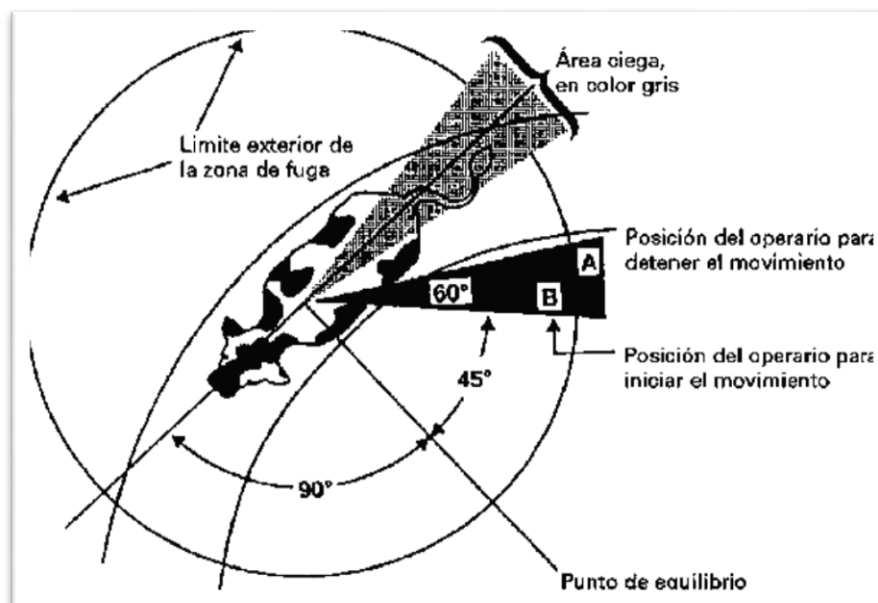 Área ciega,
en color gris
Limite exterior de
la zona de fuga
Posición del operario para
detener el movimiento
A
60°
B
Posición del operario para
iniciar el movimiento
45°
90°
Punto de equilibrio